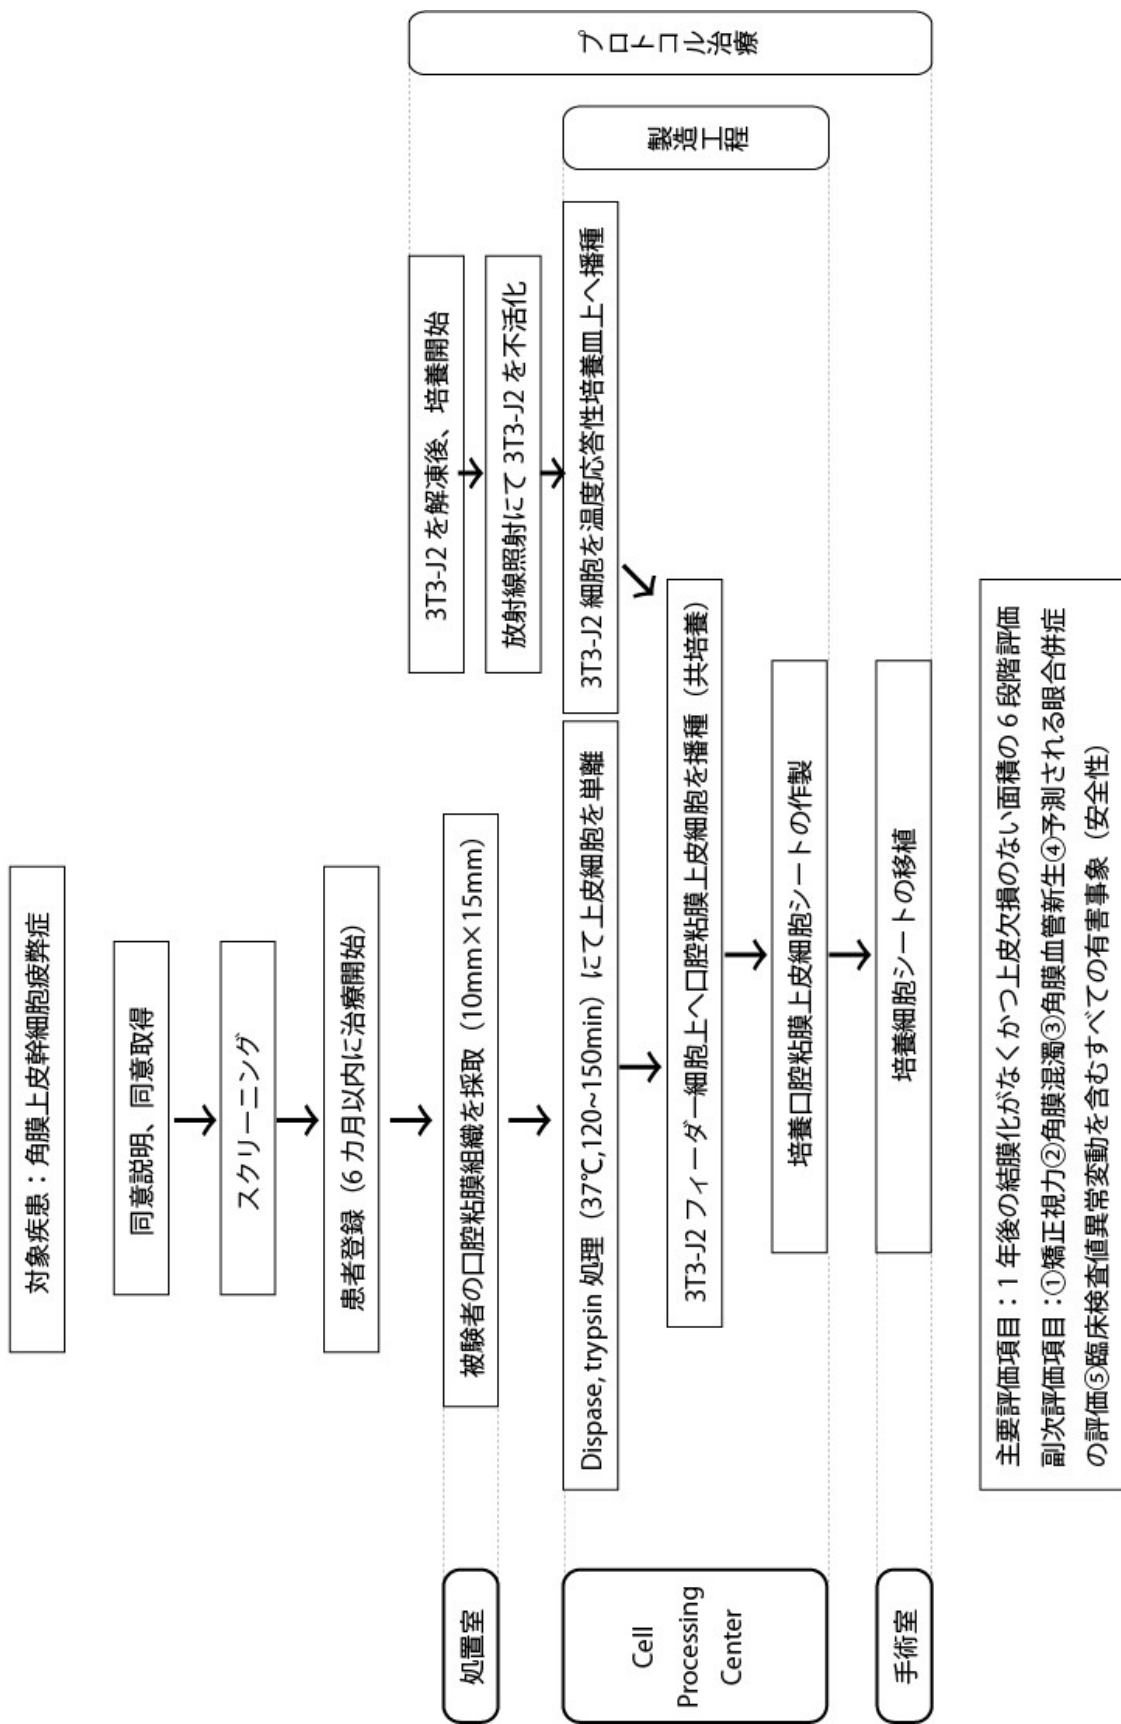 対象疾患：角膜上皮幹細胞疲弊症
同意説明、同意取得
スクリーニング
患者登録（6 カ月以内に治療開始）
処置室
被験者の口腔粘膜組織を採取（10mm×15mm）
3T3-J2 を解凍後、培養開始
放射線照射にて 3T3-J2 を不活化
プロトコル治療
Cell
Processing
Center
Dispase, trypsin 処理（37℃,120~150min）にて上皮細胞を単離
3T3-J2 細胞を温度応答性培養皿上へ播種
製造工程
3T3-J2 フィーダー細胞上へ口腔粘膜上皮細胞を播種（共培養）
培養口腔粘膜上皮細胞シートの作製
手術室
培養細胞シートの移植
主要評価項目：1 年後の結膜化がなくかつ上皮欠損のない面積の 6 段階評価
副次評価項目：①矯正視力②角膜混濁③角膜血管新生④予測される眼合併症
の評価⑤臨床検査値異常変動を含むすべての有害事象（安全性）